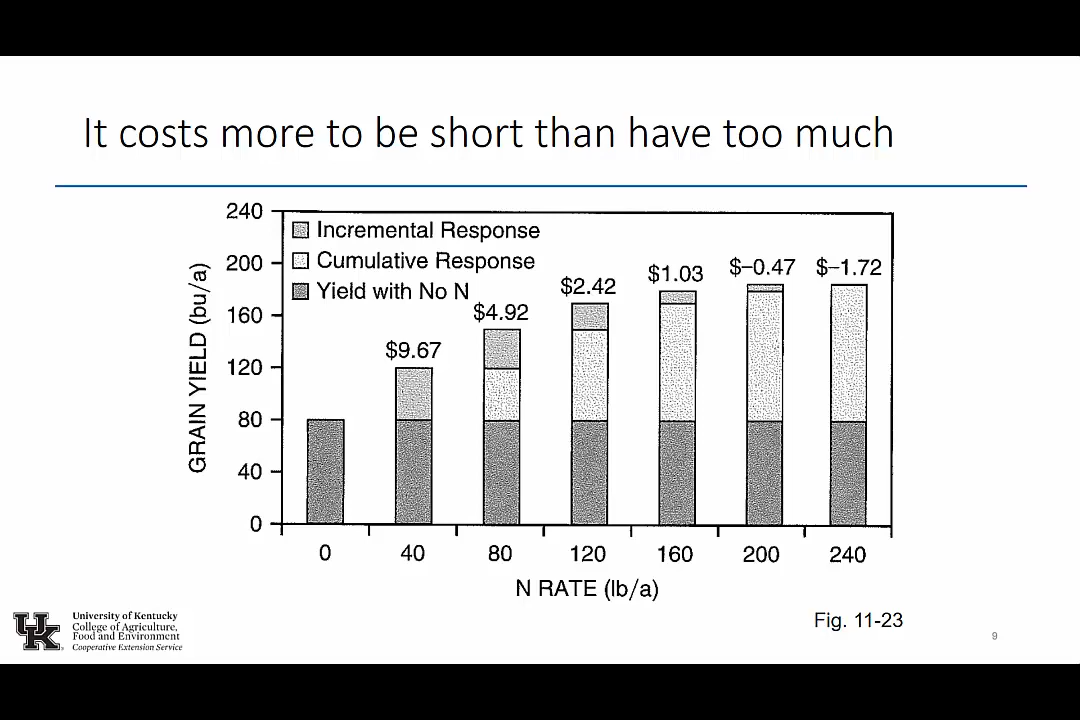 It costs more to be short than have too much
240
200
160
120
80
40
0
GRAIN YIELD (bu/a)
Incremental Response
Cumulative Response
Yield with No N
$9.67
$4.92
$2.42
$1.03
$–0.47
$–1.72
0 40 80 120 160 200 240
N RATE (lb/a)
Fig. 11-23
UK
University of Kentucky
College of Agriculture,
Food and Environment
Cooperative Extension Service
9